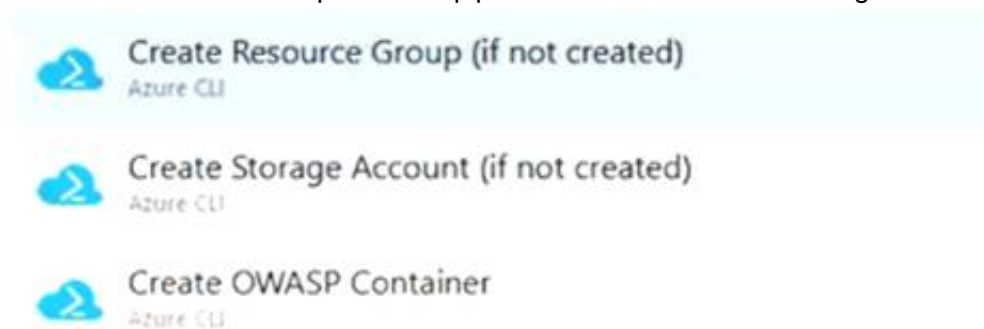 Create Resource Group (if not created)
Azure CLI
Create Storage Account (if not created)
Azure CLI
Create OWASP Container
Azure CLI